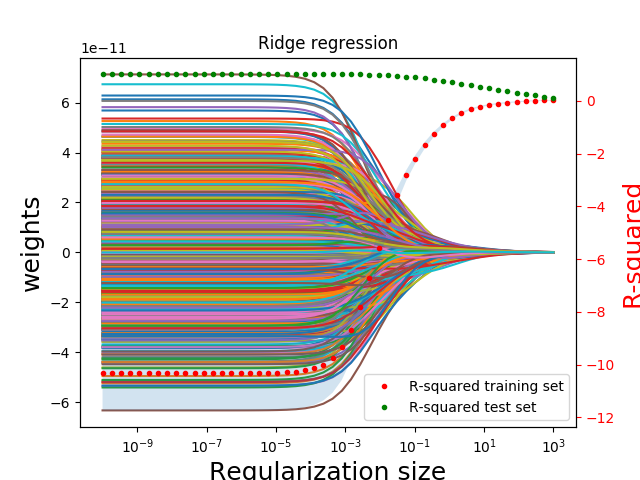 Ridge regression
1e−11
6
4
2
0
−2
−4
−6
weights
0
−2
−4
−6
−8
−10
−12
R-squared
R-squared training set
R-squared test set
10⁻⁹ 10⁻⁷ 10⁻⁵ 10⁻³ 10⁻¹ 10¹ 10³
Regularization size